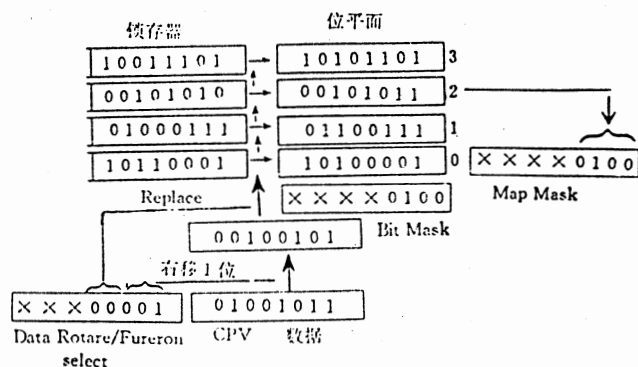 锁存器 位平面
10011101 10101101 3
00101010 00101011 2
01000111 01100111 1
10110001 10100001 0 ××××0100
Replace ××××0100 Map Mask
00100101 Bit Mask
右移1位
×××00001 01001011
Data Rotare/Fureron CPV 数据
select